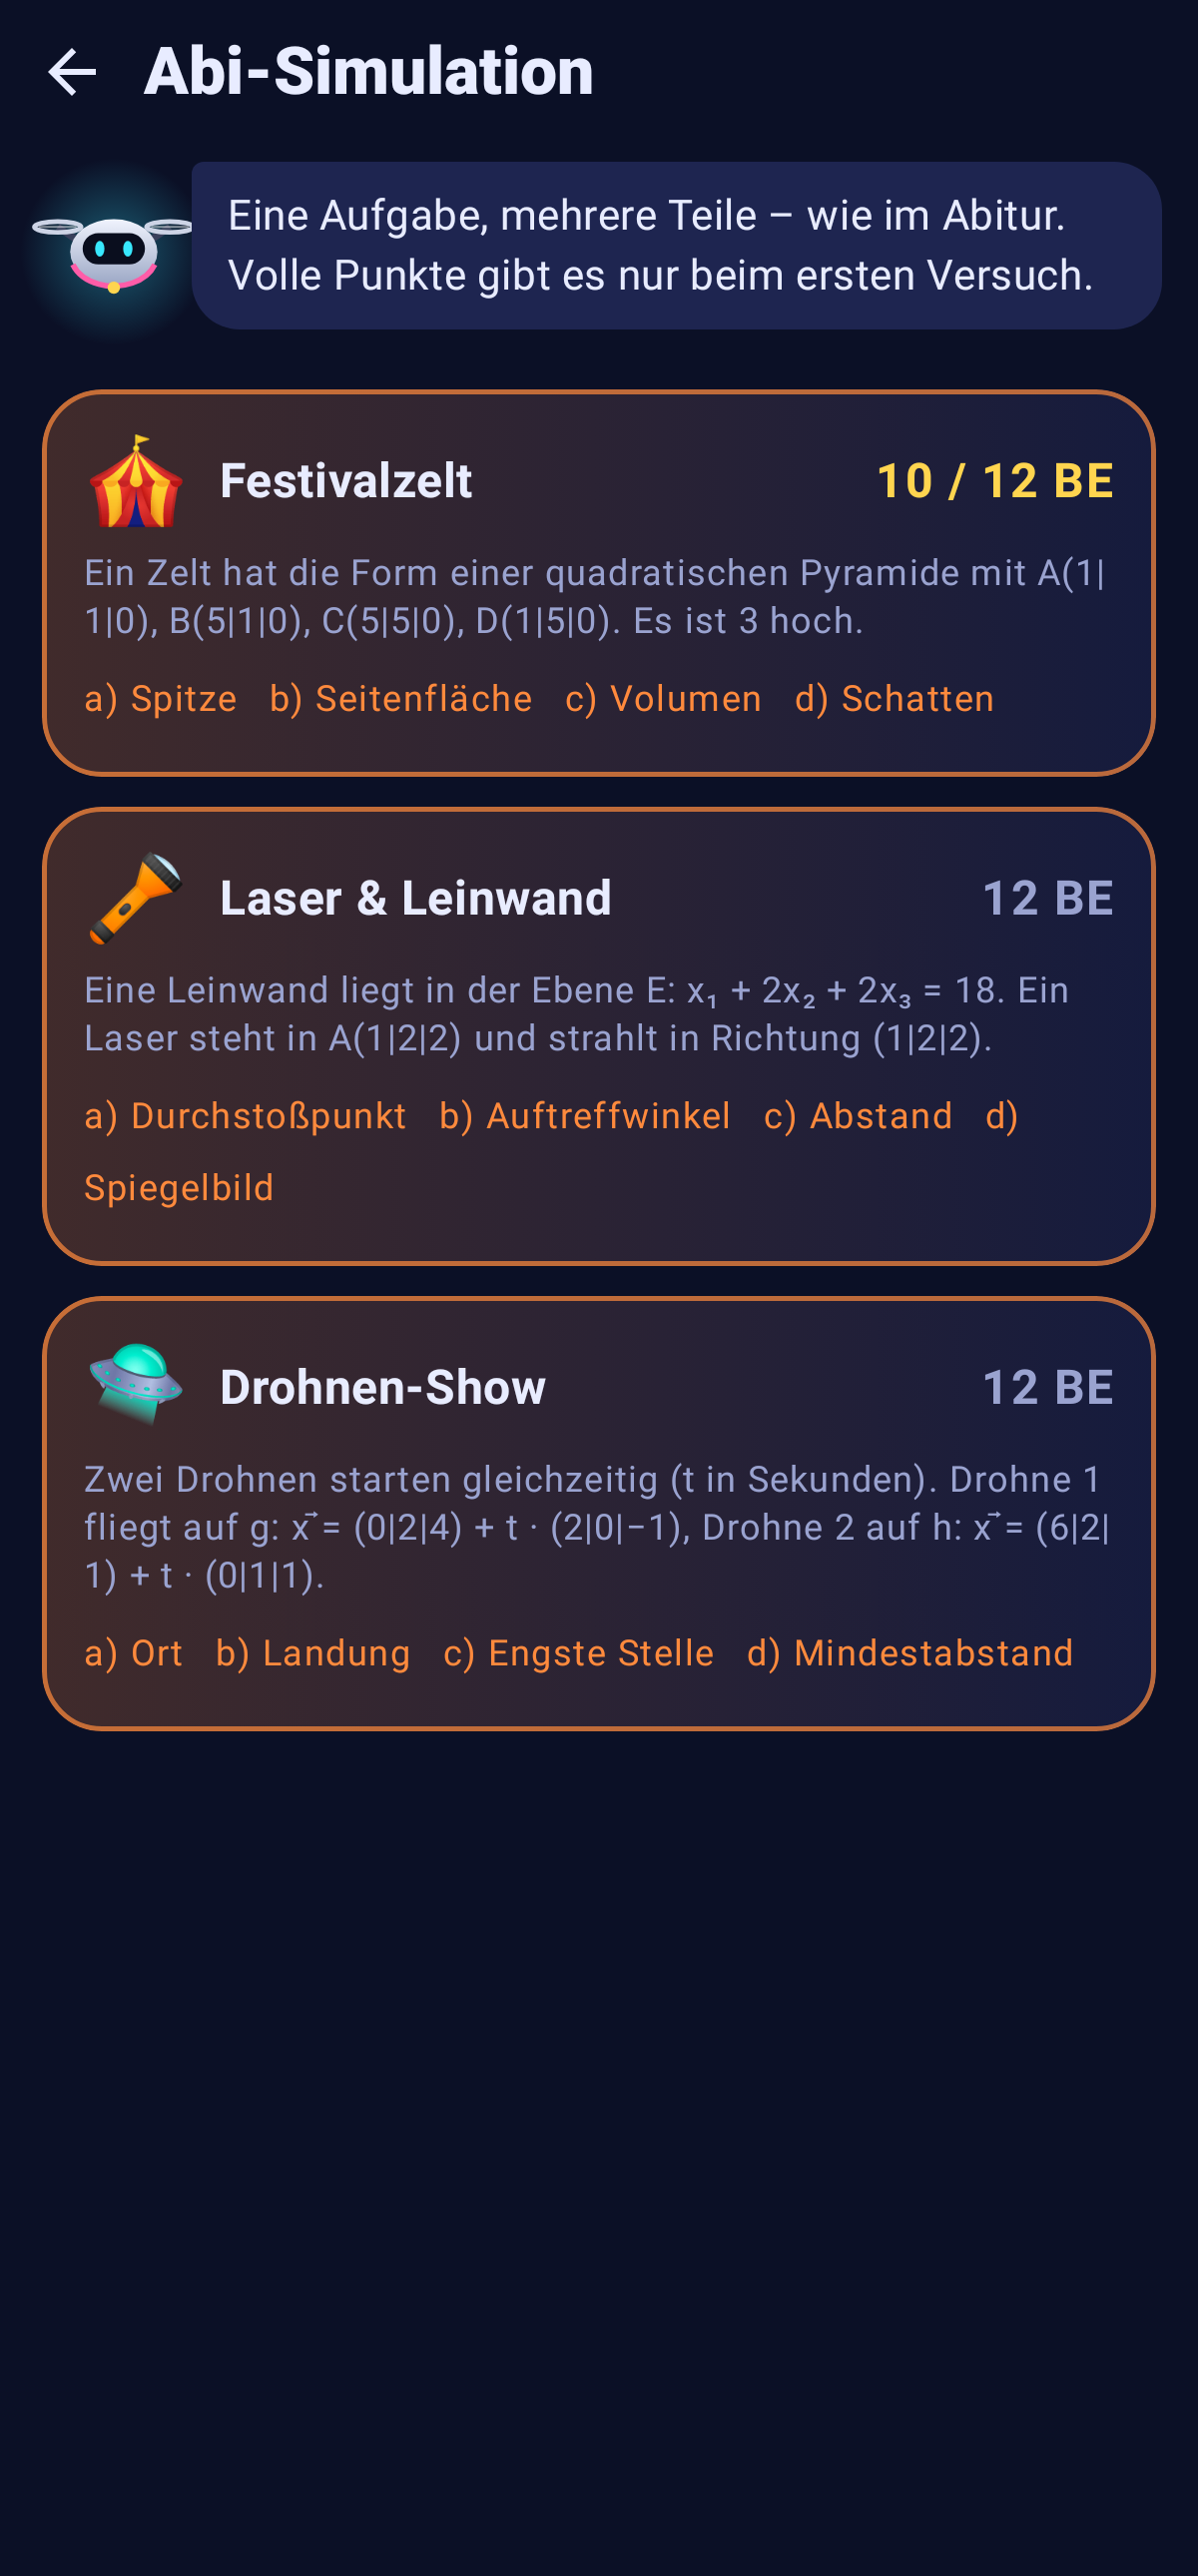 Abi-Simulation
Eine Aufgabe, mehrere Teile – wie im Abitur.
Volle Punkte gibt es nur beim ersten Versuch.
Festivalzelt 10 / 12 BE
Ein Zelt hat die Form einer quadratischen Pyramide mit A(1|
1|0), B(5|1|0), C(5|5|0), D(1|5|0). Es ist 3 hoch.
a) Spitze b) Seitenfläche c) Volumen d) Schatten
Laser & Leinwand 12 BE
Eine Leinwand liegt in der Ebene E: x₁ + 2x₂ + 2x₃ = 18. Ein
Laser steht in A(1|2|2) und strahlt in Richtung (1|2|2).
a) Durchstoßpunkt b) Auftreffwinkel c) Abstand d)
Spiegelbild
Drohnen-Show 12 BE
Zwei Drohnen starten gleichzeitig (t in Sekunden). Drohne 1
fliegt auf g: x⃗ = (0|2|4) + t · (2|0|−1), Drohne 2 auf h: x⃗ = (6|2|
1) + t · (0|1|1).
a) Ort b) Landung c) Engste Stelle d) Mindestabstand